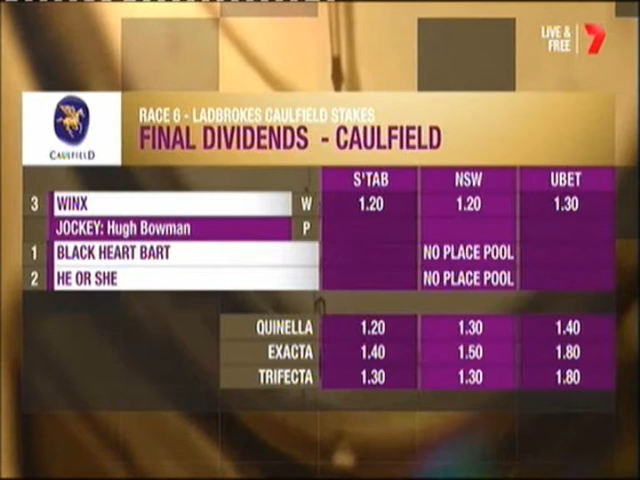 LIVE &
FREE
7
CAULFIELD
RACE 6 - LADBROKES CAULFIELD STAKES
FINAL DIVIDENDS - CAULFIELD
S'TAB NSW UBET
3 WINX W 1.20 1.20 1.30
JOCKEY: Hugh Bowman P
1 BLACK HEART BART NO PLACE POOL
2 HE OR SHE NO PLACE POOL
QUINELLA 1.20 1.30 1.40
EXACTA 1.40 1.50 1.80
TRIFECTA 1.30 1.30 1.80